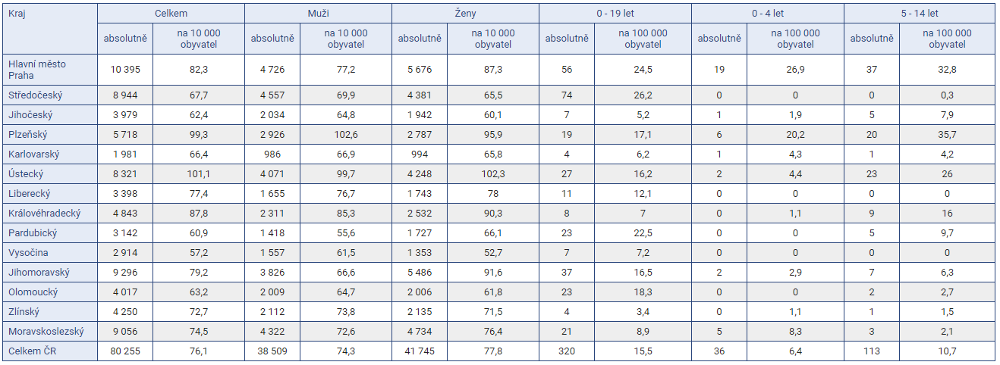 Kraj Celkem Muži Ženy 0 - 19 let 0 - 4 let 5 - 14 let
absolutně na 10 000 obyvatel absolutně na 10 000 obyvatel absolutně na 10 000 obyvatel absolutně na 100 000 obyvatel absolutně na 100 000 obyvatel absolutně na 100 000 obyvatel
Hlavní město Praha 10 395 82,3 4 726 77,2 5 676 87,3 56 24,5 19 26,9 37 32,8
Středočeský 8 944 67,7 4 557 69,9 4 381 65,5 74 26,2 0 0 0 0,3
Jihočeský 3 979 62,4 2 034 64,8 1 942 60,1 7 5,2 1 1,9 5 7,9
Plzeňský 5 718 99,3 2 926 102,6 2 787 95,9 19 17,1 6 20,2 20 35,7
Karlovarský 1 981 66,4 986 66,9 994 65,8 4 6,2 1 4,3 1 4,2
Ústecký 8 321 101,1 4 071 99,7 4 248 102,3 27 16,2 2 4,4 23 26
Liberecký 3 398 77,4 1 655 76,7 1 743 78 11 12,1 0 0 0 0
Královéhradecký 4 843 87,8 2 311 85,3 2 532 90,3 8 7 0 1,1 9 16
Pardubický 3 142 60,9 1 418 55,6 1 727 66,1 23 22,5 0 0 5 9,7
Vysočina 2 914 57,2 1 557 61,5 1 353 52,7 7 7,2 0 0 0 0
Jihomoravský 9 296 79,2 3 826 66,6 5 486 91,6 37 16,5 2 2,9 7 6,3
Olomoucký 4 017 63,2 2 009 64,7 2 006 61,8 23 18,3 0 0 2 2,7
Zlínský 4 250 72,7 2 112 73,8 2 135 71,5 4 3,4 0 1,1 1 1,5
Moravskoslezský 9 056 74,5 4 322 72,6 4 734 76,4 21 8,9 5 8,3 3 2,1
Celkem ČR 80 255 76,1 38 509 74,3 41 745 77,8 320 15,5 36 6,4 113 10,7